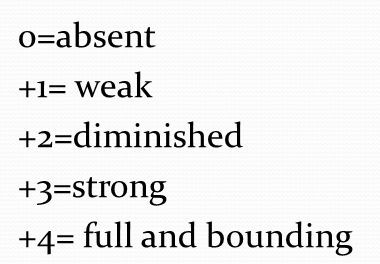 0=absent
+1= weak
+2=diminished
+3=strong
+4= full and bounding